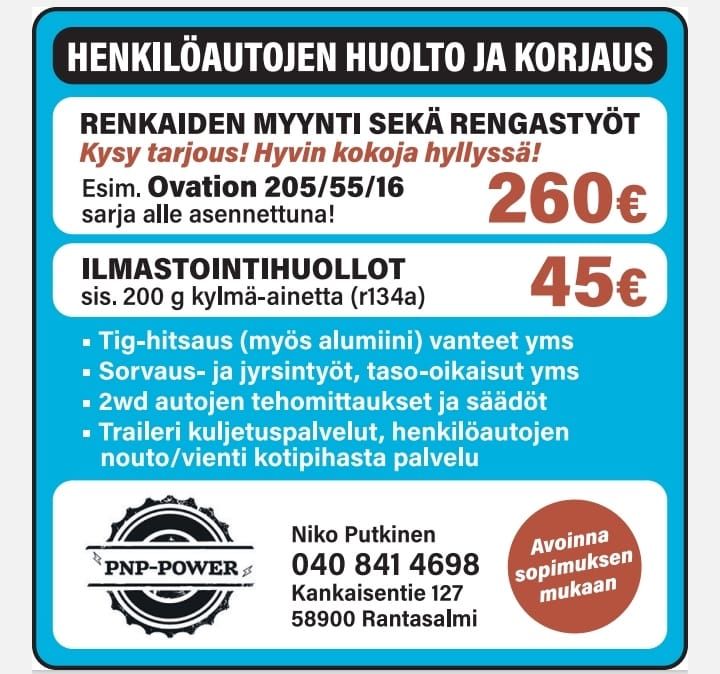 HENKILÖAUTOJEN HUOLTO JA KORJAUS
RENKAIDEN MYYNTI SEKÄ RENGASTYÖT
Kysy tarjous! Hyvin kokoja hyllyssä!
Esim. Ovation 205/55/16
sarja alle asennettuna!
260€
ILMASTOINTIHUOLLOT
sis. 200 g kylmä-ainetta (r134a)
45€
▪ Tig-hitsaus (myös alumiini) vanteet yms
▪ Sorvaus- ja jyrsintyöt, taso-oikaisut yms
▪ 2wd autojen tehomittaukset ja säädöt
▪ Traileri kuljetuspalvelut, henkilöautojen
nouto/vienti kotipihasta palvelu
PNP-POWER
Niko Putkinen
040 841 4698
Kankaisentie 127
58900 Rantasalmi
Avoinna
sopimuksen
mukaan